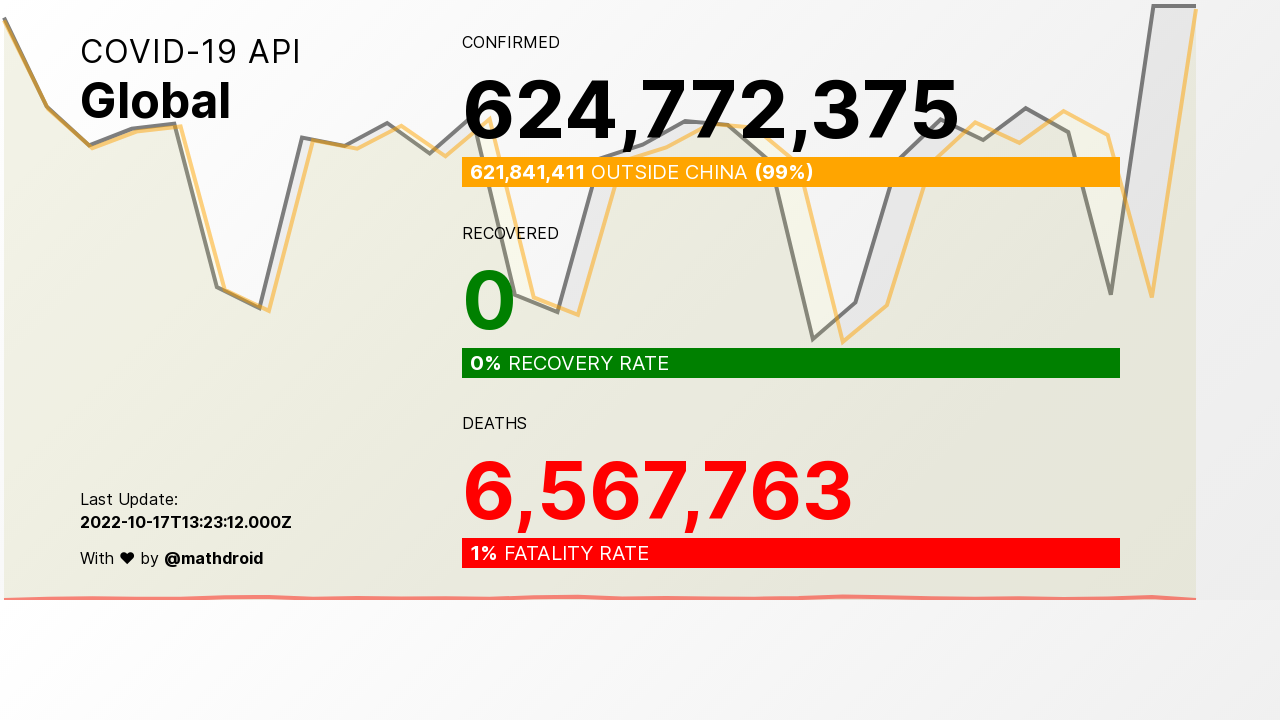 COVID-19 API
Global
CONFIRMED
624,772,375
621,841,411 OUTSIDE CHINA (99%)
RECOVERED
0
0% RECOVERY RATE
DEATHS
6,567,763
1% FATALITY RATE
Last Update:
2022-10-17T13:23:12.000Z
With ♥ by @mathdroid